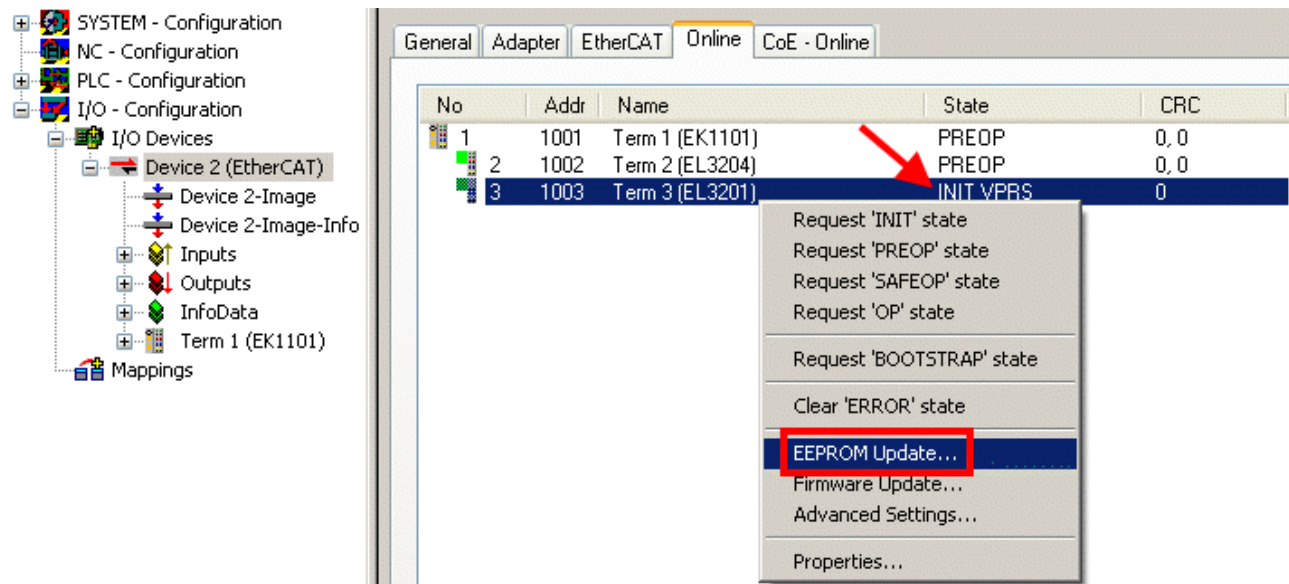 SYSTEM - Configuration
NC - Configuration
PLC - Configuration
I/O - Configuration
I/O Devices
Device 2 (EtherCAT)
Device 2-Image
Device 2-Image-Info
Inputs
Outputs
InfoData
Term 1 (EK1101)
Mappings
General Adapter EtherCAT Online CoE - Online
No Addr Name State CRC
1 1001 Term 1 (EK1101) PREOP 0, 0
2 1002 Term 2 (EL3204) PREOP 0, 0
3 1003 Term 3 (EL3201) INIT VPRS 0
Request 'INIT' state
Request 'PREOP' state
Request 'SAFEOP' state
Request 'OP' state
Request 'BOOTSTRAP' state
Clear 'ERROR' state
EEPROM Update...
Firmware Update...
Advanced Settings...
Properties...